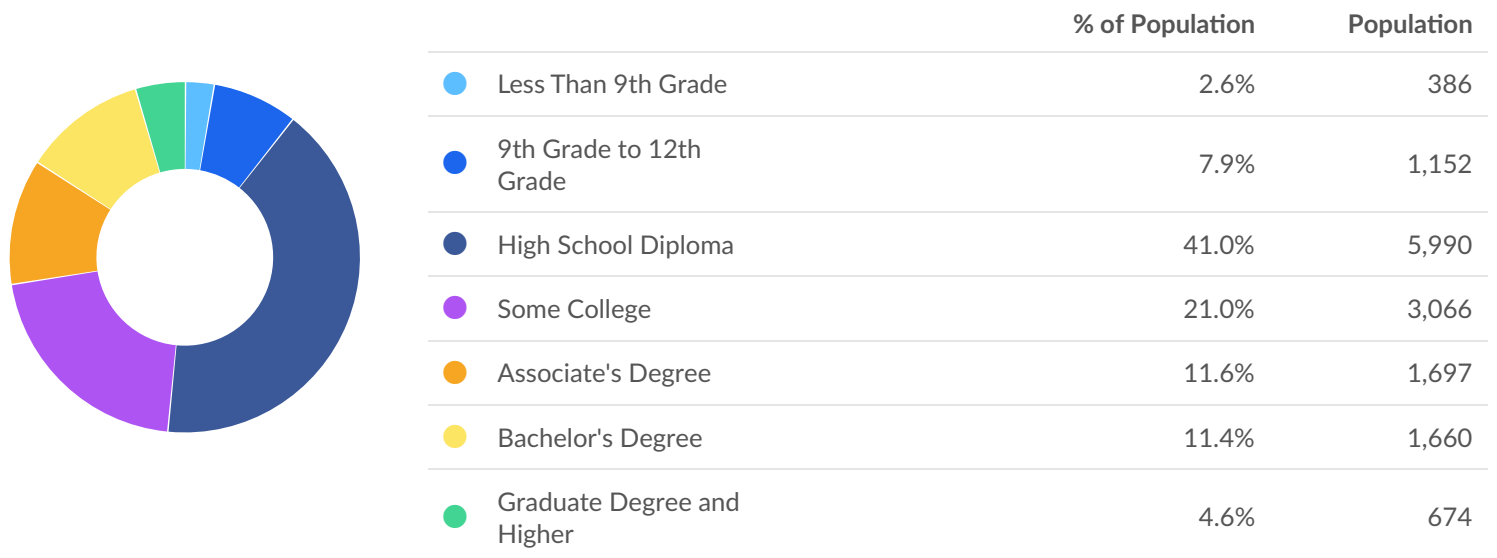 % of Population Population
Less Than 9th Grade 2.6% 386
9th Grade to 12th
Grade 7.9% 1,152
High School Diploma 41.0% 5,990
Some College 21.0% 3,066
Associate's Degree 11.6% 1,697
Bachelor's Degree 11.4% 1,660
Graduate Degree and
Higher 4.6% 674